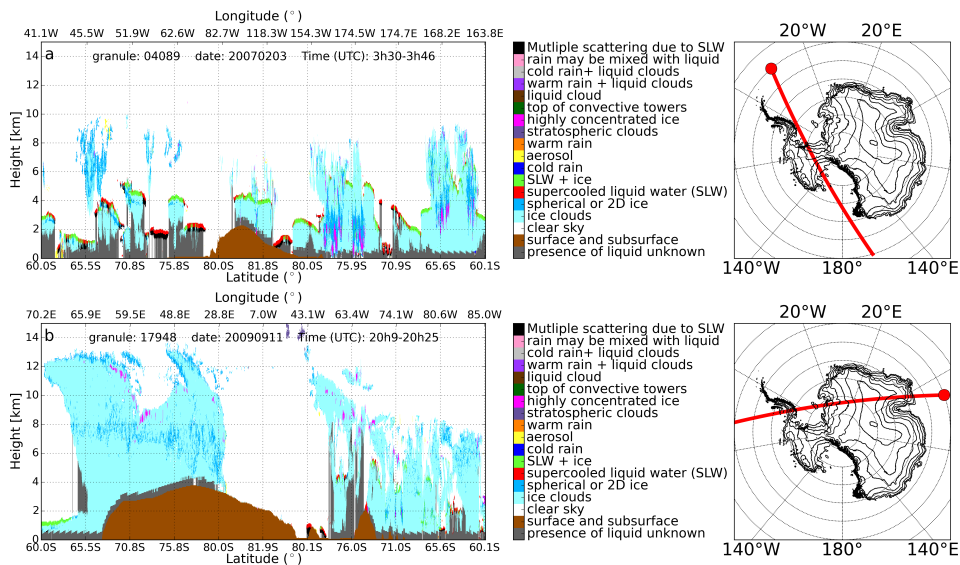 Longitude (°)
41.1W 45.5W 51.9W 62.6W 82.7W 118.3W 154.3W 174.5W 174.7E 168.2E 163.8E
a
granule: 04089 date: 20070203 Time (UTC): 3h30-3h46
14
12
10
8
6
4
2
0
Height [km]
60.0S 65.5S 70.8S 75.8S 80.0S 81.8S 80.0S 75.9S 70.9S 65.6S 60.1S
Latitude (°)
Mutliple scattering due to SLW
rain may be mixed with liquid
cold rain+ liquid clouds
warm rain + liquid clouds
liquid cloud
top of convective towers
highly concentrated ice
stratospheric clouds
warm rain
aerosol
cold rain
SLW + ice
supercooled liquid water (SLW)
spherical or 2D ice
ice clouds
clear sky
surface and subsurface
presence of liquid unknown
20°W 20°E
140°W 180° 140°E
Longitude (°)
70.2E 65.9E 59.5E 48.8E 28.8E 7.0W 43.1W 63.4W 74.1W 80.6W 85.0W
b
granule: 17948 date: 20090911 Time (UTC): 20h9-20h25
14
12
10
8
6
4
2
0
Height [km]
60.0S 65.5S 70.8S 75.8S 80.0S 81.9S 80.1S 76.0S 71.0S 65.7S 60.1S
Latitude (°)
Mutliple scattering due to SLW
rain may be mixed with liquid
cold rain+ liquid clouds
warm rain + liquid clouds
liquid cloud
top of convective towers
highly concentrated ice
stratospheric clouds
warm rain
aerosol
cold rain
SLW + ice
supercooled liquid water (SLW)
spherical or 2D ice
ice clouds
clear sky
surface and subsurface
presence of liquid unknown
20°W 20°E
140°W 180° 140°E